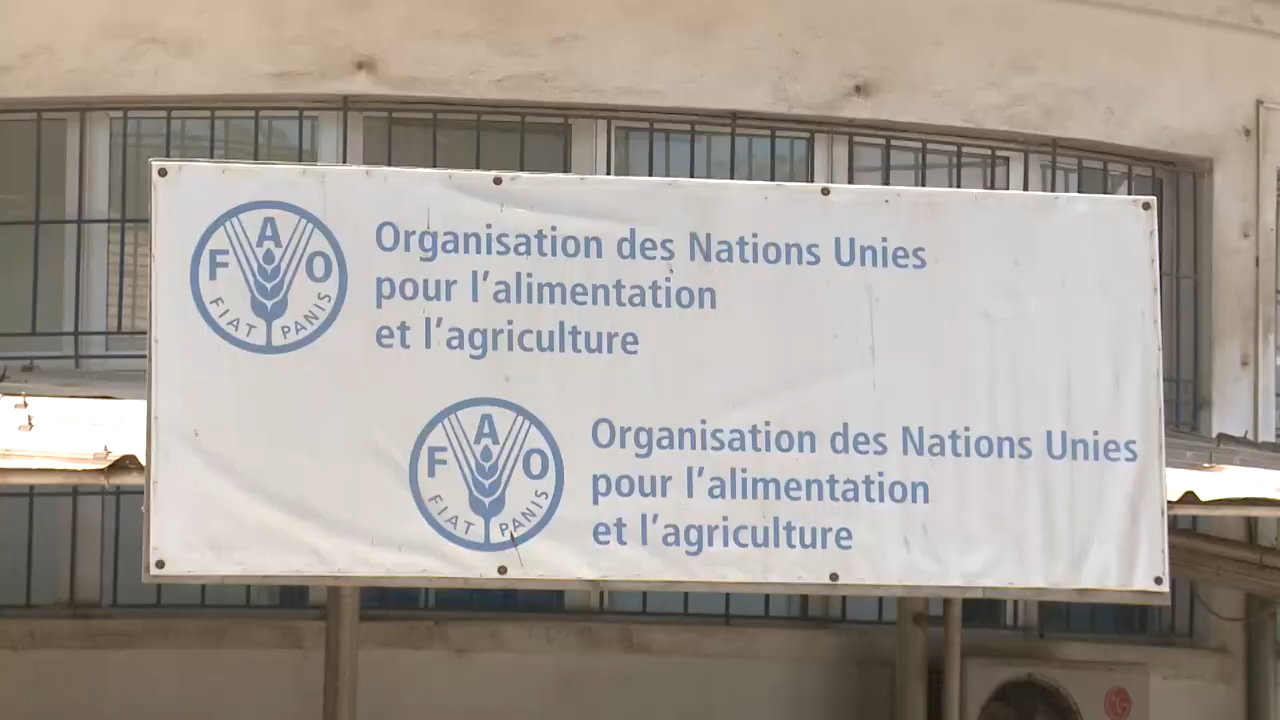 F A O
FIAT PANIS
Organisation des Nations Unies
pour l'alimentation
et l'agriculture
F A O
FIAT PANIS
Organisation des Nations Unies
pour l'alimentation
et l'agriculture
LG